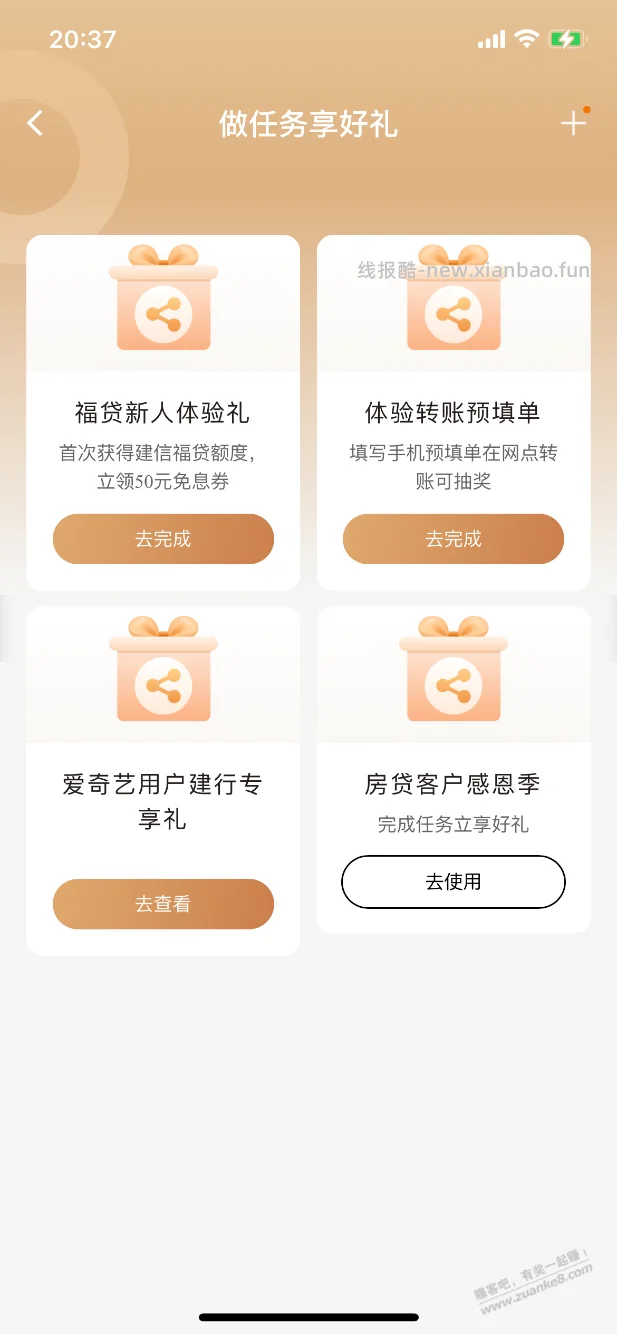 20:37
做任务享好礼
线报酷-new.xianbao.fun
福贷新人体验礼
首次获得建信福贷额度，
立领50元免息券
去完成
体验转账预填单
填写手机预填单在网点转
账可抽奖
去完成
爱奇艺用户建行专
享礼
去查看
房贷客户感恩季
完成任务立享好礼
去使用
赚客吧，有奖一起赚！
www.zuanke8.com